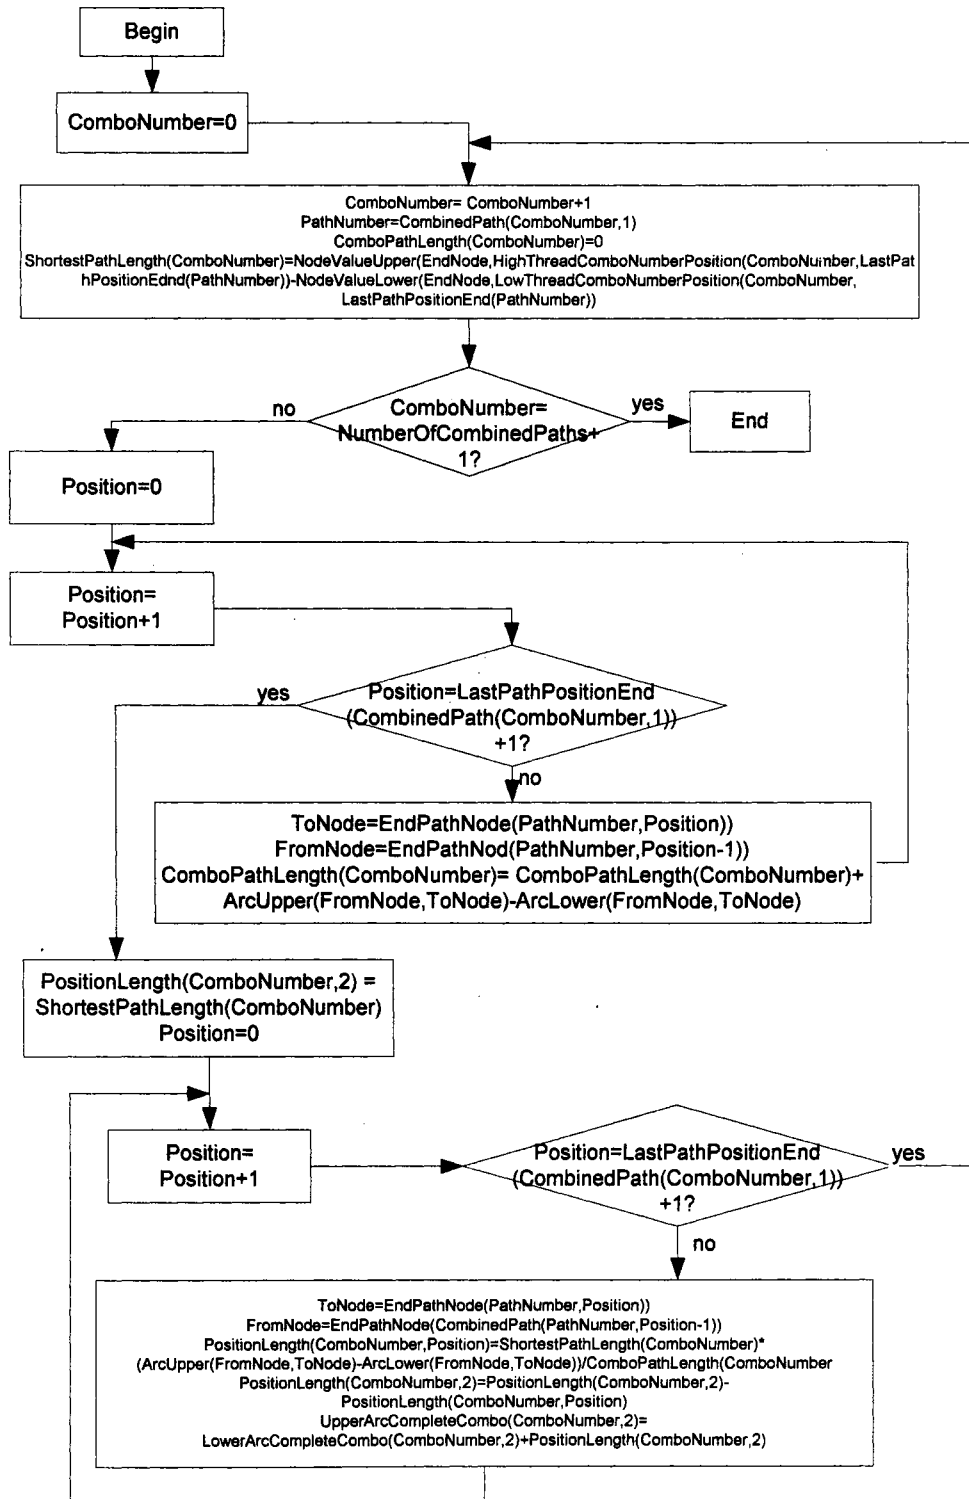 Begin
ComboNumber=0
ComboNumber= ComboNumber+1
PathNumber=CombinedPath(ComboNumber,1)
ComboPathLength(ComboNumber)=0
ShortestPathLength(ComboNumber)=NodeValueUpper(EndNode,HighThreadComboNumberPosition(ComboNumber,LastPat
hPositionEdnd(PathNumber))-NodeValueLower(EndNode,LowThreadComboNumberPosition(ComboNumber,
LastPathPositionEnd(PathNumber))
no
ComboNumber=
NumberOfCombinedPaths+
1?
yes
End
Position=0
Position=
Position+1
yes
Position=LastPathPositionEnd
(CombinedPath(ComboNumber,1))
+1?
no
ToNode=EndPathNode(PathNumber,Position))
FromNode=EndPathNod(PathNumber,Position-1))
ComboPathLength(ComboNumber)= ComboPathLength(ComboNumber)+
ArcUpper(FromNode,ToNode)-ArcLower(FromNode,ToNode)
PositionLength(ComboNumber,2) =
ShortestPathLength(ComboNumber)
Position=0
Position=
Position+1
Position=LastPathPositionEnd
(CombinedPath(ComboNumber,1))
+1?
yes
no
ToNode=EndPathNode(PathNumber,Position))
FromNode=EndPathNode(CombinedPath(PathNumber,Position-1))
PositionLength(ComboNumber,Position)=ShortestPathLength(ComboNumber)*
(ArcUpper(FromNode,ToNode)-ArcLower(FromNode,ToNode))/ComboPathLength(ComboNumber
PositionLength(ComboNumber,2)=PositionLength(ComboNumber,2)-
PositionLength(ComboNumber,Position)
UpperArcCompleteCombo(ComboNumber,2)=
LowerArcCompleteCombo(ComboNumber,2)+PositionLength(ComboNumber,2)